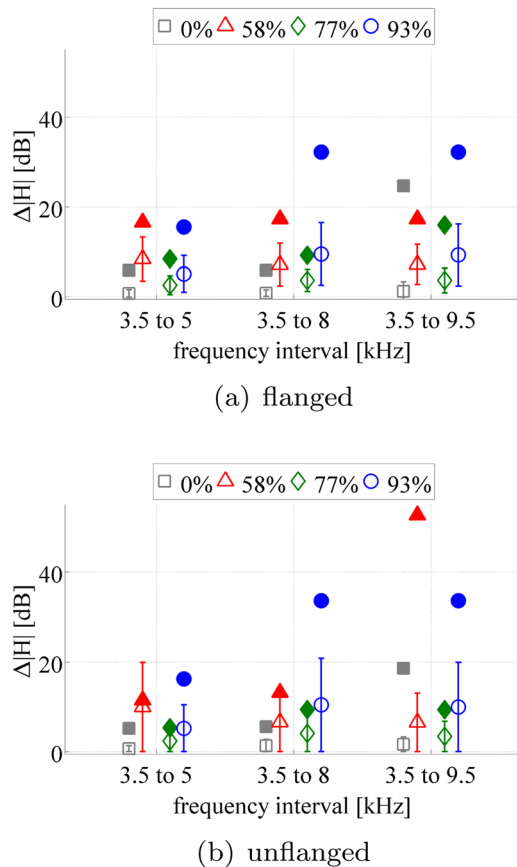 0% 58% 77% 93%
40
20
0
Δ|H| [dB]
3.5 to 5 3.5 to 8 3.5 to 9.5
frequency interval [kHz]
(a) flanged
0% 58% 77% 93%
40
20
0
Δ|H| [dB]
3.5 to 5 3.5 to 8 3.5 to 9.5
frequency interval [kHz]
(b) unflanged